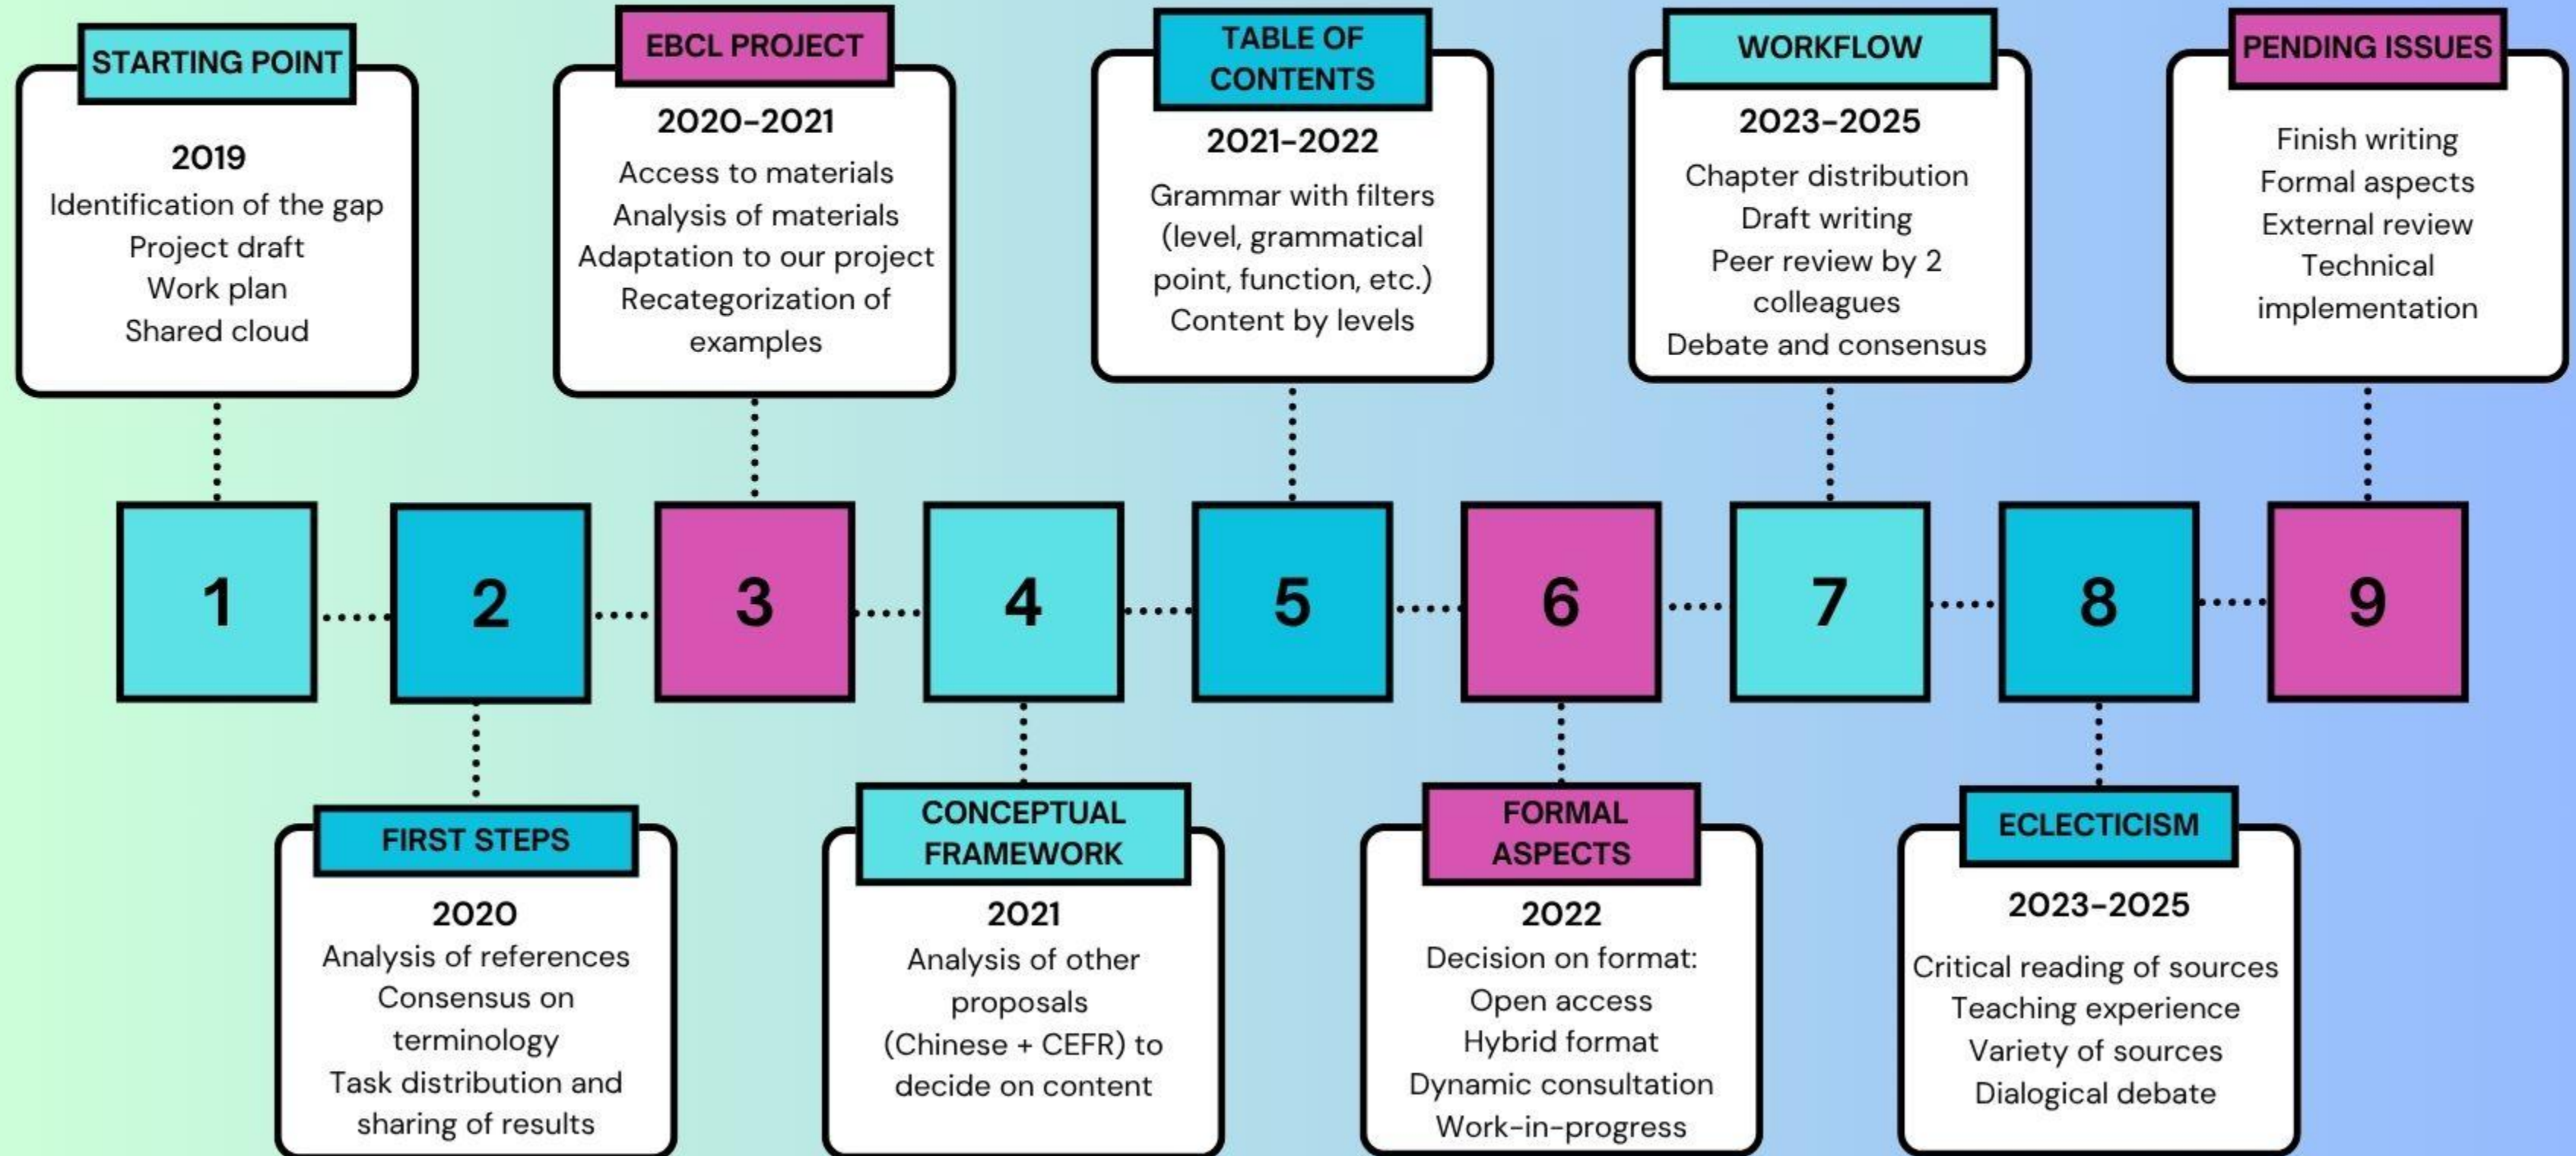 STARTING POINT
2019
Identification of the gap
Project draft
Work plan
Shared cloud
EBCL PROJECT
2020-2021
Access to materials
Analysis of materials
Adaptation to our project
Recategorization of
examples
TABLE OF
CONTENTS
2021-2022
Grammar with filters
(level, grammatical
point, function, etc.)
Content by levels
WORKFLOW
2023-2025
Chapter distribution
Draft writing
Peer review by 2
colleagues
Debate and consensus
PENDING ISSUES
Finish writing
Formal aspects
External review
Technical
implementation
1
2
3
4
5
6
7
8
9
FIRST STEPS
2020
Analysis of references
Consensus on
terminology
Task distribution and
sharing of results
CONCEPTUAL
FRAMEWORK
2021
Analysis of other
proposals
(Chinese + CEFR) to
decide on content
FORMAL
ASPECTS
2022
Decision on format:
Open access
Hybrid format
Dynamic consultation
Work-in-progress
ECLECTICISM
2023-2025
Critical reading of sources
Teaching experience
Variety of sources
Dialogical debate